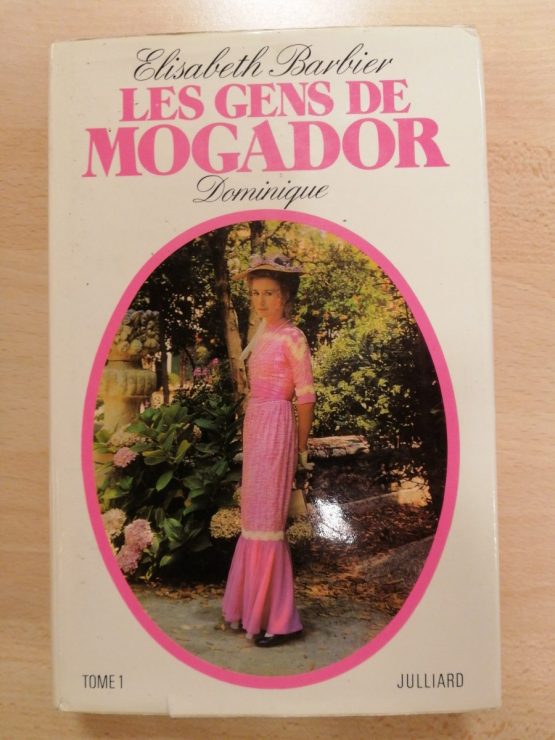 Elisabeth Barbier
LES GENS DE
MOGADOR
Dominique
TOME 1
JULLIARD